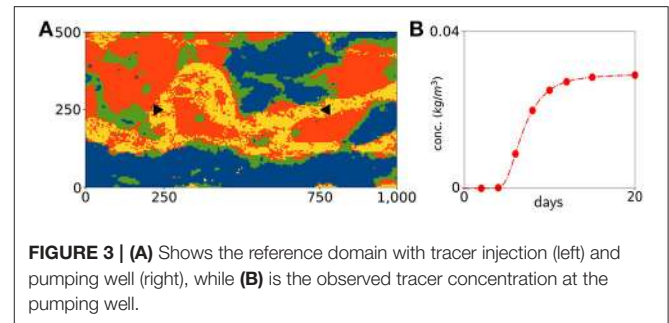 A
500
250
0
0
250
500
750
1,000
B
0.04
conc. (kg/m³)
0
0
days
20
FIGURE 3 | (A) Shows the reference domain with tracer injection (left) and
pumping well (right), while (B) is the observed tracer concentration at the
pumping well.